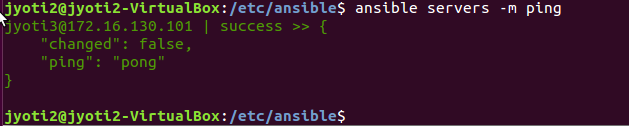 jyoti2@jyoti2-VirtualBox:/etc/ansible$ ansible servers -m ping
jyoti3@172.16.130.101 | success >> {
    "changed": false,
    "ping": "pong"
}
jyoti2@jyoti2-VirtualBox:/etc/ansible$